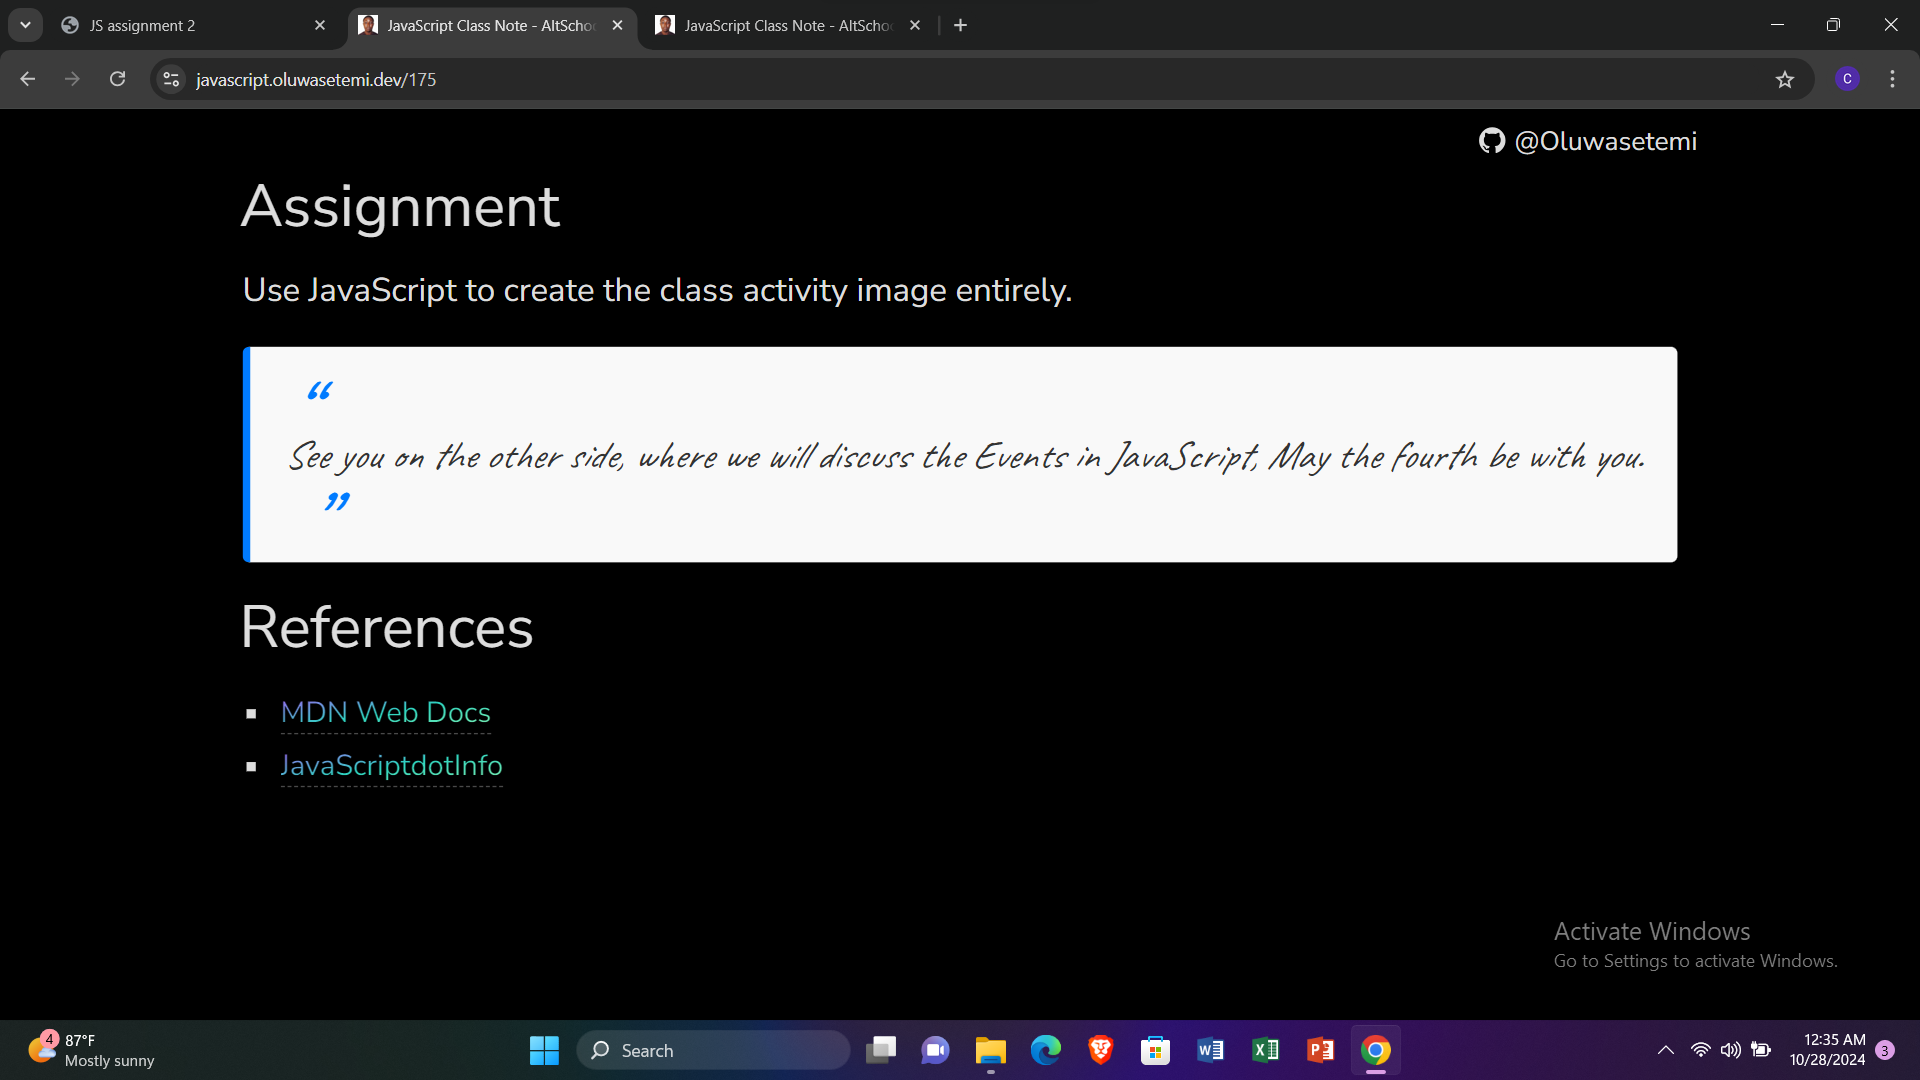 JS assignment 2
JavaScript Class Note - AltScho
JavaScript Class Note - AltScho
javascript.oluwasetemi.dev/175
C
@Oluwasetemi
Assignment
Use JavaScript to create the class activity image entirely.
“
See you on the other side, where we will discuss the Events in JavaScript, May the fourth be with you.
”
References
MDN Web Docs
JavaScriptdotInfo
Activate Windows
Go to Settings to activate Windows.
4
87°F
Mostly sunny
Search
12:35 AM
10/28/2024
3